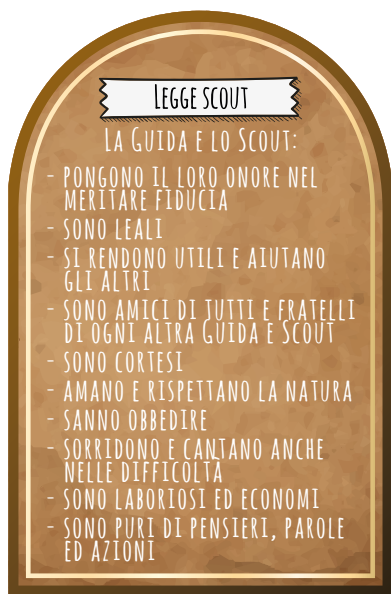 Legge scout
La Guida e lo Scout:
- pongono il loro onore nel
meritare fiducia
- sono leali
- si rendono utili e aiutano
gli altri
- sono amici di tutti e fratelli
di ogni altra Guida e Scout
- sono cortesi
- amano e rispettano la natura
- sanno obbedire
- sorridono e cantano anche
nelle difficoltà
- sono laboriosi ed economi
- sono puri di pensieri, parole
ed azioni